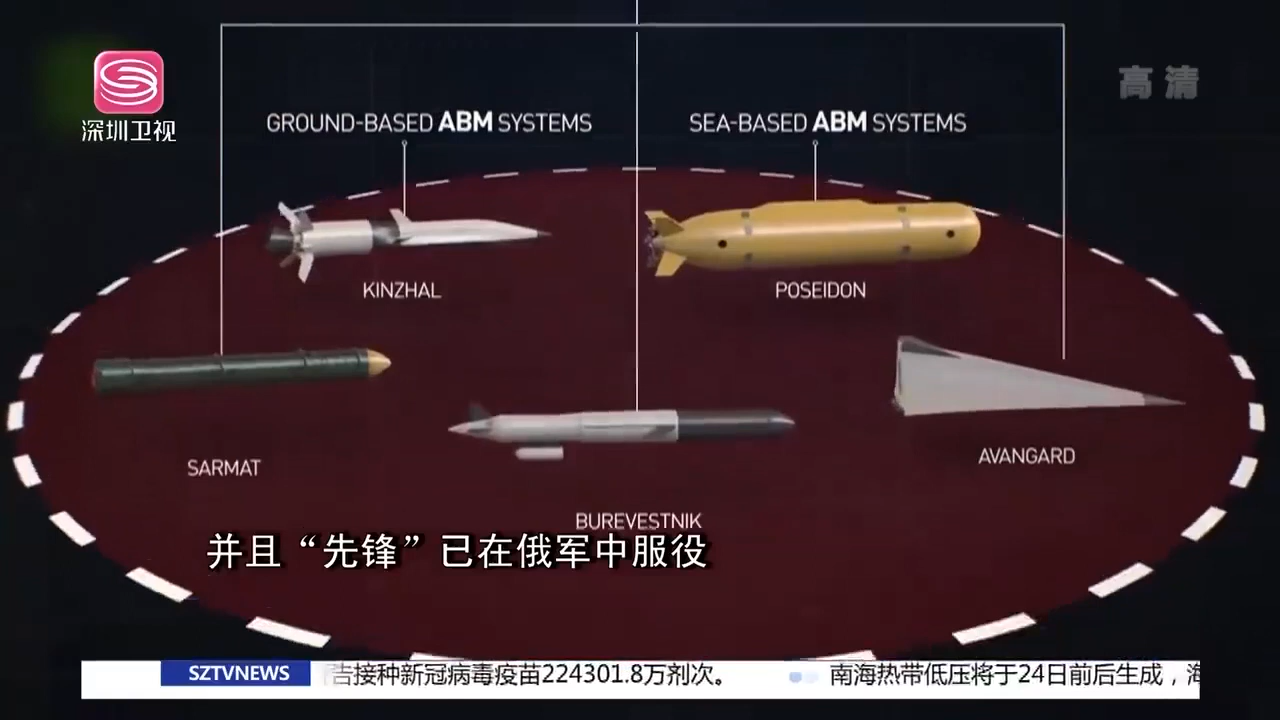 深圳卫视
高清
GROUND-BASED ABM SYSTEMS
SEA-BASED ABM SYSTEMS
KINZHAL
POSEIDON
SARMAT
AVANGARD
BUREVESTNIK
并且“先锋”已在俄军中服役
SZTVNEWS
告接种新冠病毒疫苗224301.8万剂次。
南海热带低压将于24日前后生成，海